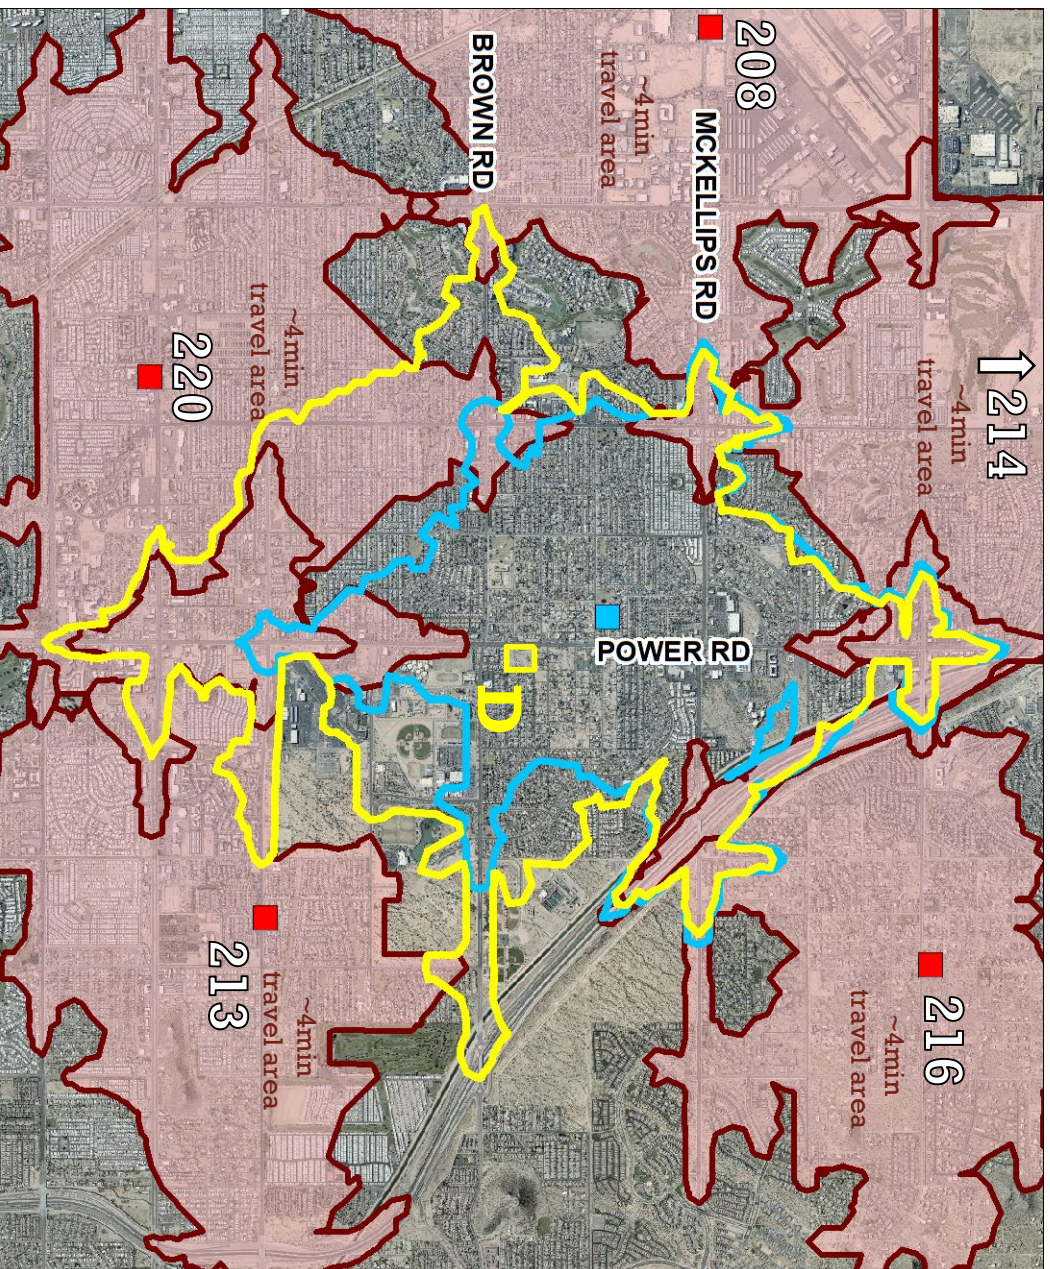 208
~4min
travel area
BROWN RD
MCKELLIPS RD
214
~4min
travel area
220
~4min
travel area
POWER RD
D
213
~4min
travel area
216
~4min
travel area